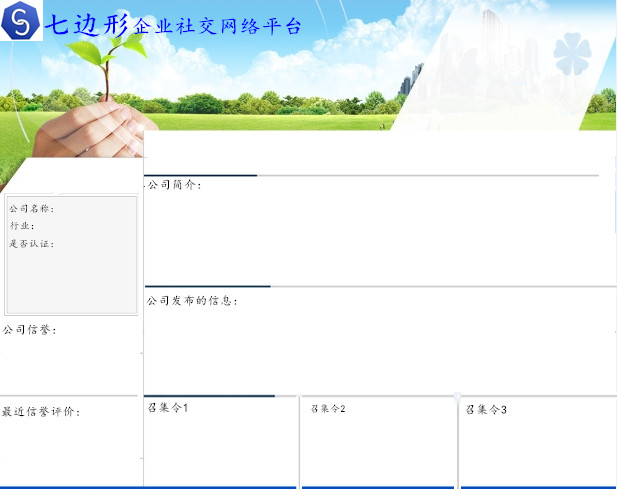 七边形企业社交网络平台
公司简介：
公司名称：
行业；
是否认证：
公司发布的信息；
公司信誉：
最近信誉评价：
召集令1
召集令2
召集令3